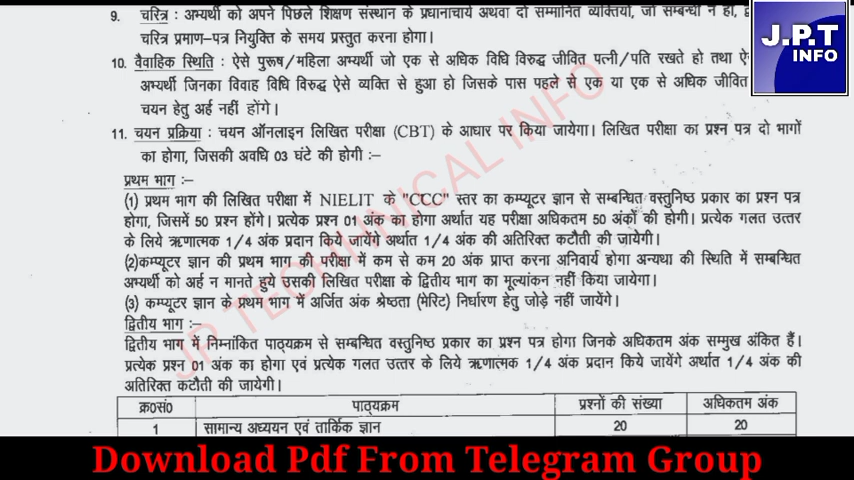 9. चरित्र : अभ्यर्थी को अपने पिछले शिक्षण संस्थान के प्रधानाचार्य अथवा दो सम्मानित व्यक्तियों, जो सम्बन्धी न हो,
चरित्र प्रमाण–पत्र नियुक्ति के समय प्रस्तुत करना होगा।
10. वैवाहिक स्थिति : ऐसे पुरूष/महिला अभ्यर्थी जो एक से अधिक विधि विरुद्ध जीवित पत्नी/पति रखते हो तथा
अभ्यर्थी जिनका विवाह विधि विरुद्ध ऐसे व्यक्ति से हुआ हो जिसके पास पहले से एक या एक से अधिक जीवित
चयन हेतु अर्ह नहीं होंगे।
11. चयन प्रक्रिया : चयन ऑनलाइन लिखित परीक्षा (CBT) के आधार पर किया जायेगा। लिखित परीक्षा का प्रश्न पत्र दो भागों
का होगा, जिसकी अवधि 03 घंटे की होगी :–
प्रथम भाग :–
(1) प्रथम भाग की लिखित परीक्षा में NIELIT के "CCC" स्तर का कम्प्यूटर ज्ञान से सम्बन्धित वस्तुनिष्ठ प्रकार का प्रश्न पत्र
होगा, जिसमें 50 प्रश्न होंगे। प्रत्येक प्रश्न 01 अंक का होगा अर्थात यह परीक्षा अधिकतम 50 अंकों की होगी। प्रत्येक गलत उत्तर
के लिये ऋणात्मक 1/4 अंक प्रदान किये जायेंगे अर्थात 1/4 अंक की अतिरिक्त कटौती की जायेगी।
(2)कम्प्यूटर ज्ञान की प्रथम भाग की परीक्षा में कम से कम 20 अंक प्राप्त करना अनिवार्य होगा अन्यथा की स्थिति में सम्बन्धित
अभ्यर्थी को अर्ह न मानते हुये उसकी लिखित परीक्षा के द्वितीय भाग का मूल्यांकन नहीं किया जायेगा।
(3) कम्प्यूटर ज्ञान के प्रथम भाग में अर्जित अंक श्रेष्ठता (मेरिट) निर्धारण हेतु जोड़े नहीं जायेंगे।
द्वितीय भाग :–
द्वितीय भाग में निम्नांकित पाठ्यक्रम से सम्बन्धित वस्तुनिष्ठ प्रकार का प्रश्न पत्र होगा जिनके अधिकतम अंक सम्मुख अंकित हैं।
प्रत्येक प्रश्न 01 अंक का होगा एवं प्रत्येक गलत उत्तर के लिये ऋणात्मक 1/4 अंक प्रदान किये जायेंगे अर्थात 1/4 अंक की
अतिरिक्त कटौती की जायेगी।
क्र०सं० पाठ्यक्रम प्रश्नों की संख्या अधिकतम अंक
1 सामान्य अध्ययन एवं तार्किक ज्ञान 20 20
J.P.T
INFO
JP TECHHNICAL INFO
Download Pdf From Telegram Group